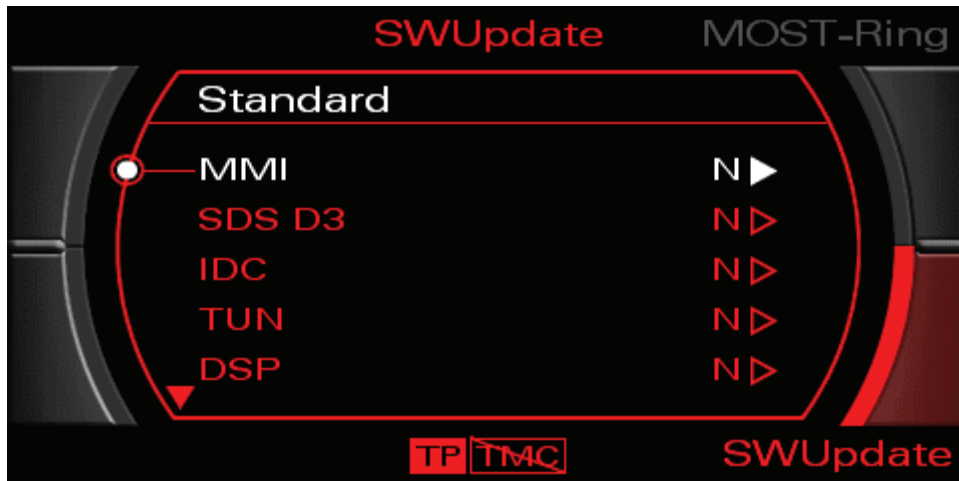 SWUpdate MOST-Ring
Standard
MMI N
SDS D3 N
IDC N
TUN N
DSP N
TP TMC SWUpdate